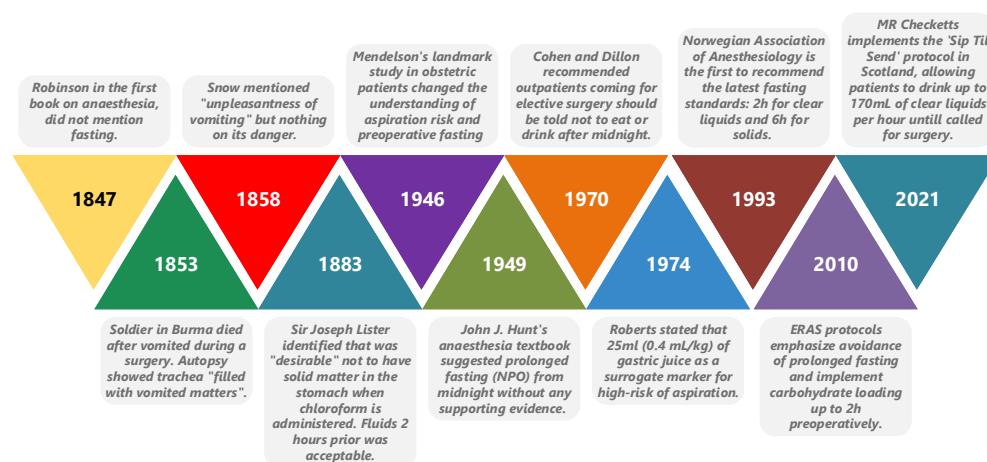 Robinson in the first
book on anaesthesia,
did not mention
fasting.
1847
Soldier in Burma died
after vomited during a
surgery. Autopsy
showed trachea "filled
with vomited matters".
1853
Snow mentioned
"unpleasantness of
vomiting" but nothing
on its danger.
1858
Sir Joseph Lister
identified that was
"desirable" not to have
solid matter in the
stomach when
chloroform is
administered. Fluids 2
hours prior was
acceptable.
1883
Mendelson's landmark
study in obstetric
patients changed the
understanding of
aspiration risk and
preoperative fasting
1946
John J. Hunt's
anaesthesia textbook
suggested prolonged
fasting (NPO) from
midnight without any
supporting evidence.
1949
Cohen and Dillon
recommended
outpatients coming for
elective surgery should
be told not to eat or
drink after midnight.
1970
Roberts stated that
25ml (0.4 mL/kg) of
gastric juice as a
surrogate marker for
high-risk of aspiration.
1974
Norwegian Association
of Anesthesiology is
the first to recommend
the latest fasting
standards: 2h for clear
liquids and 6h for
solids.
1993
ERAS protocols
emphasize avoidance
of prolonged fasting
and implement
carbohydrate loading
up to 2h
preoperatively.
2010
MR Checketts
implements the 'Sip Til
Send' protocol in
Scotland, allowing
patients to drink up to
170mL of clear liquids
per hour untill called
for surgery.
2021